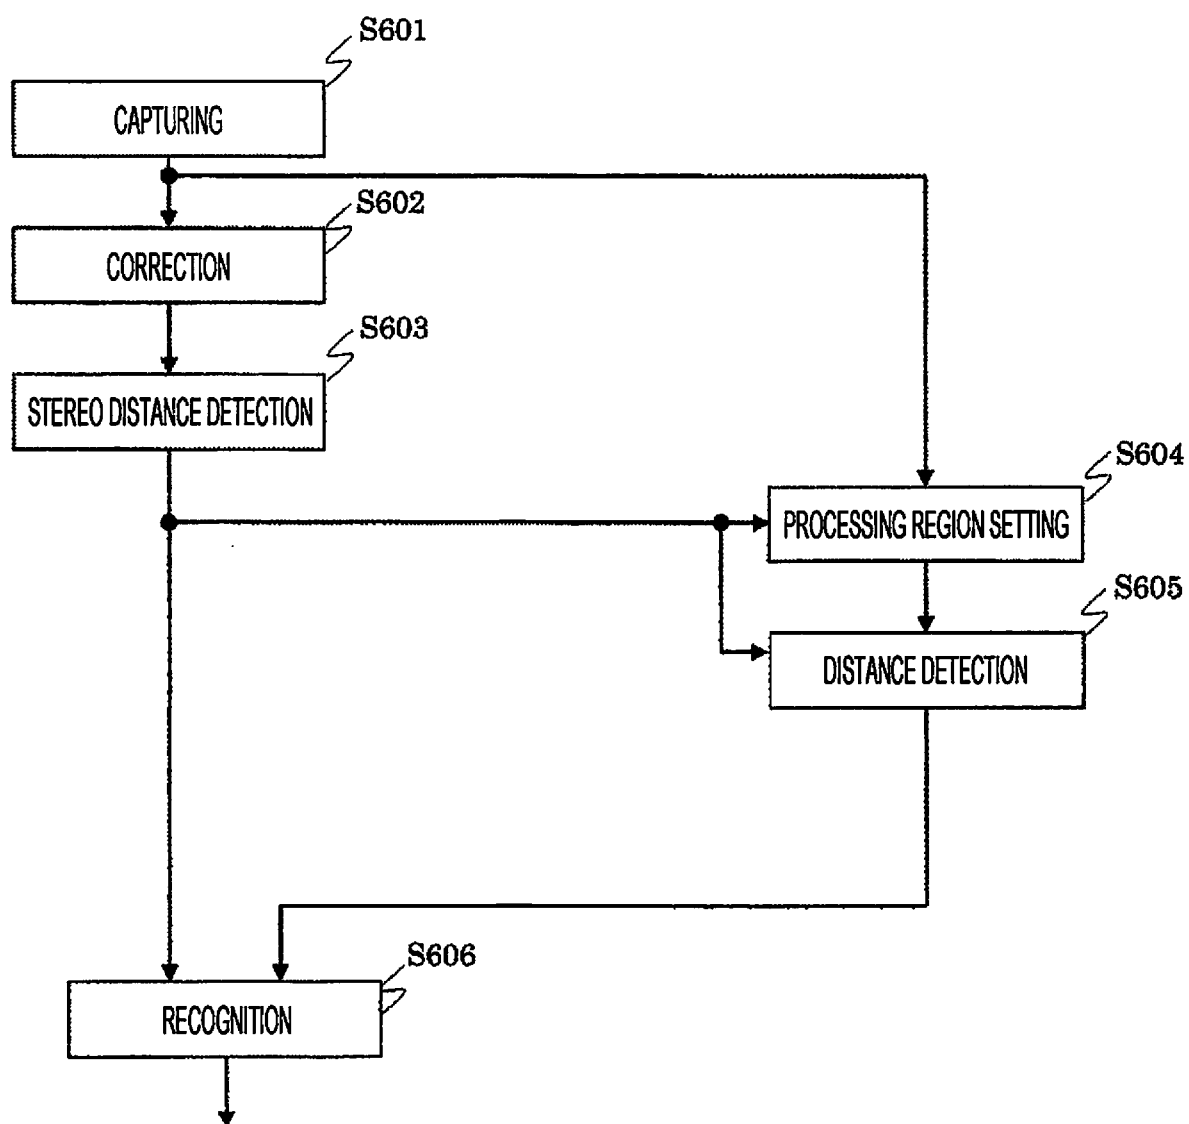 S601
CAPTURING
S602
CORRECTION
S603
STEREO DISTANCE DETECTION
S604
PROCESSING REGION SETTING
S605
DISTANCE DETECTION
S606
RECOGNITION